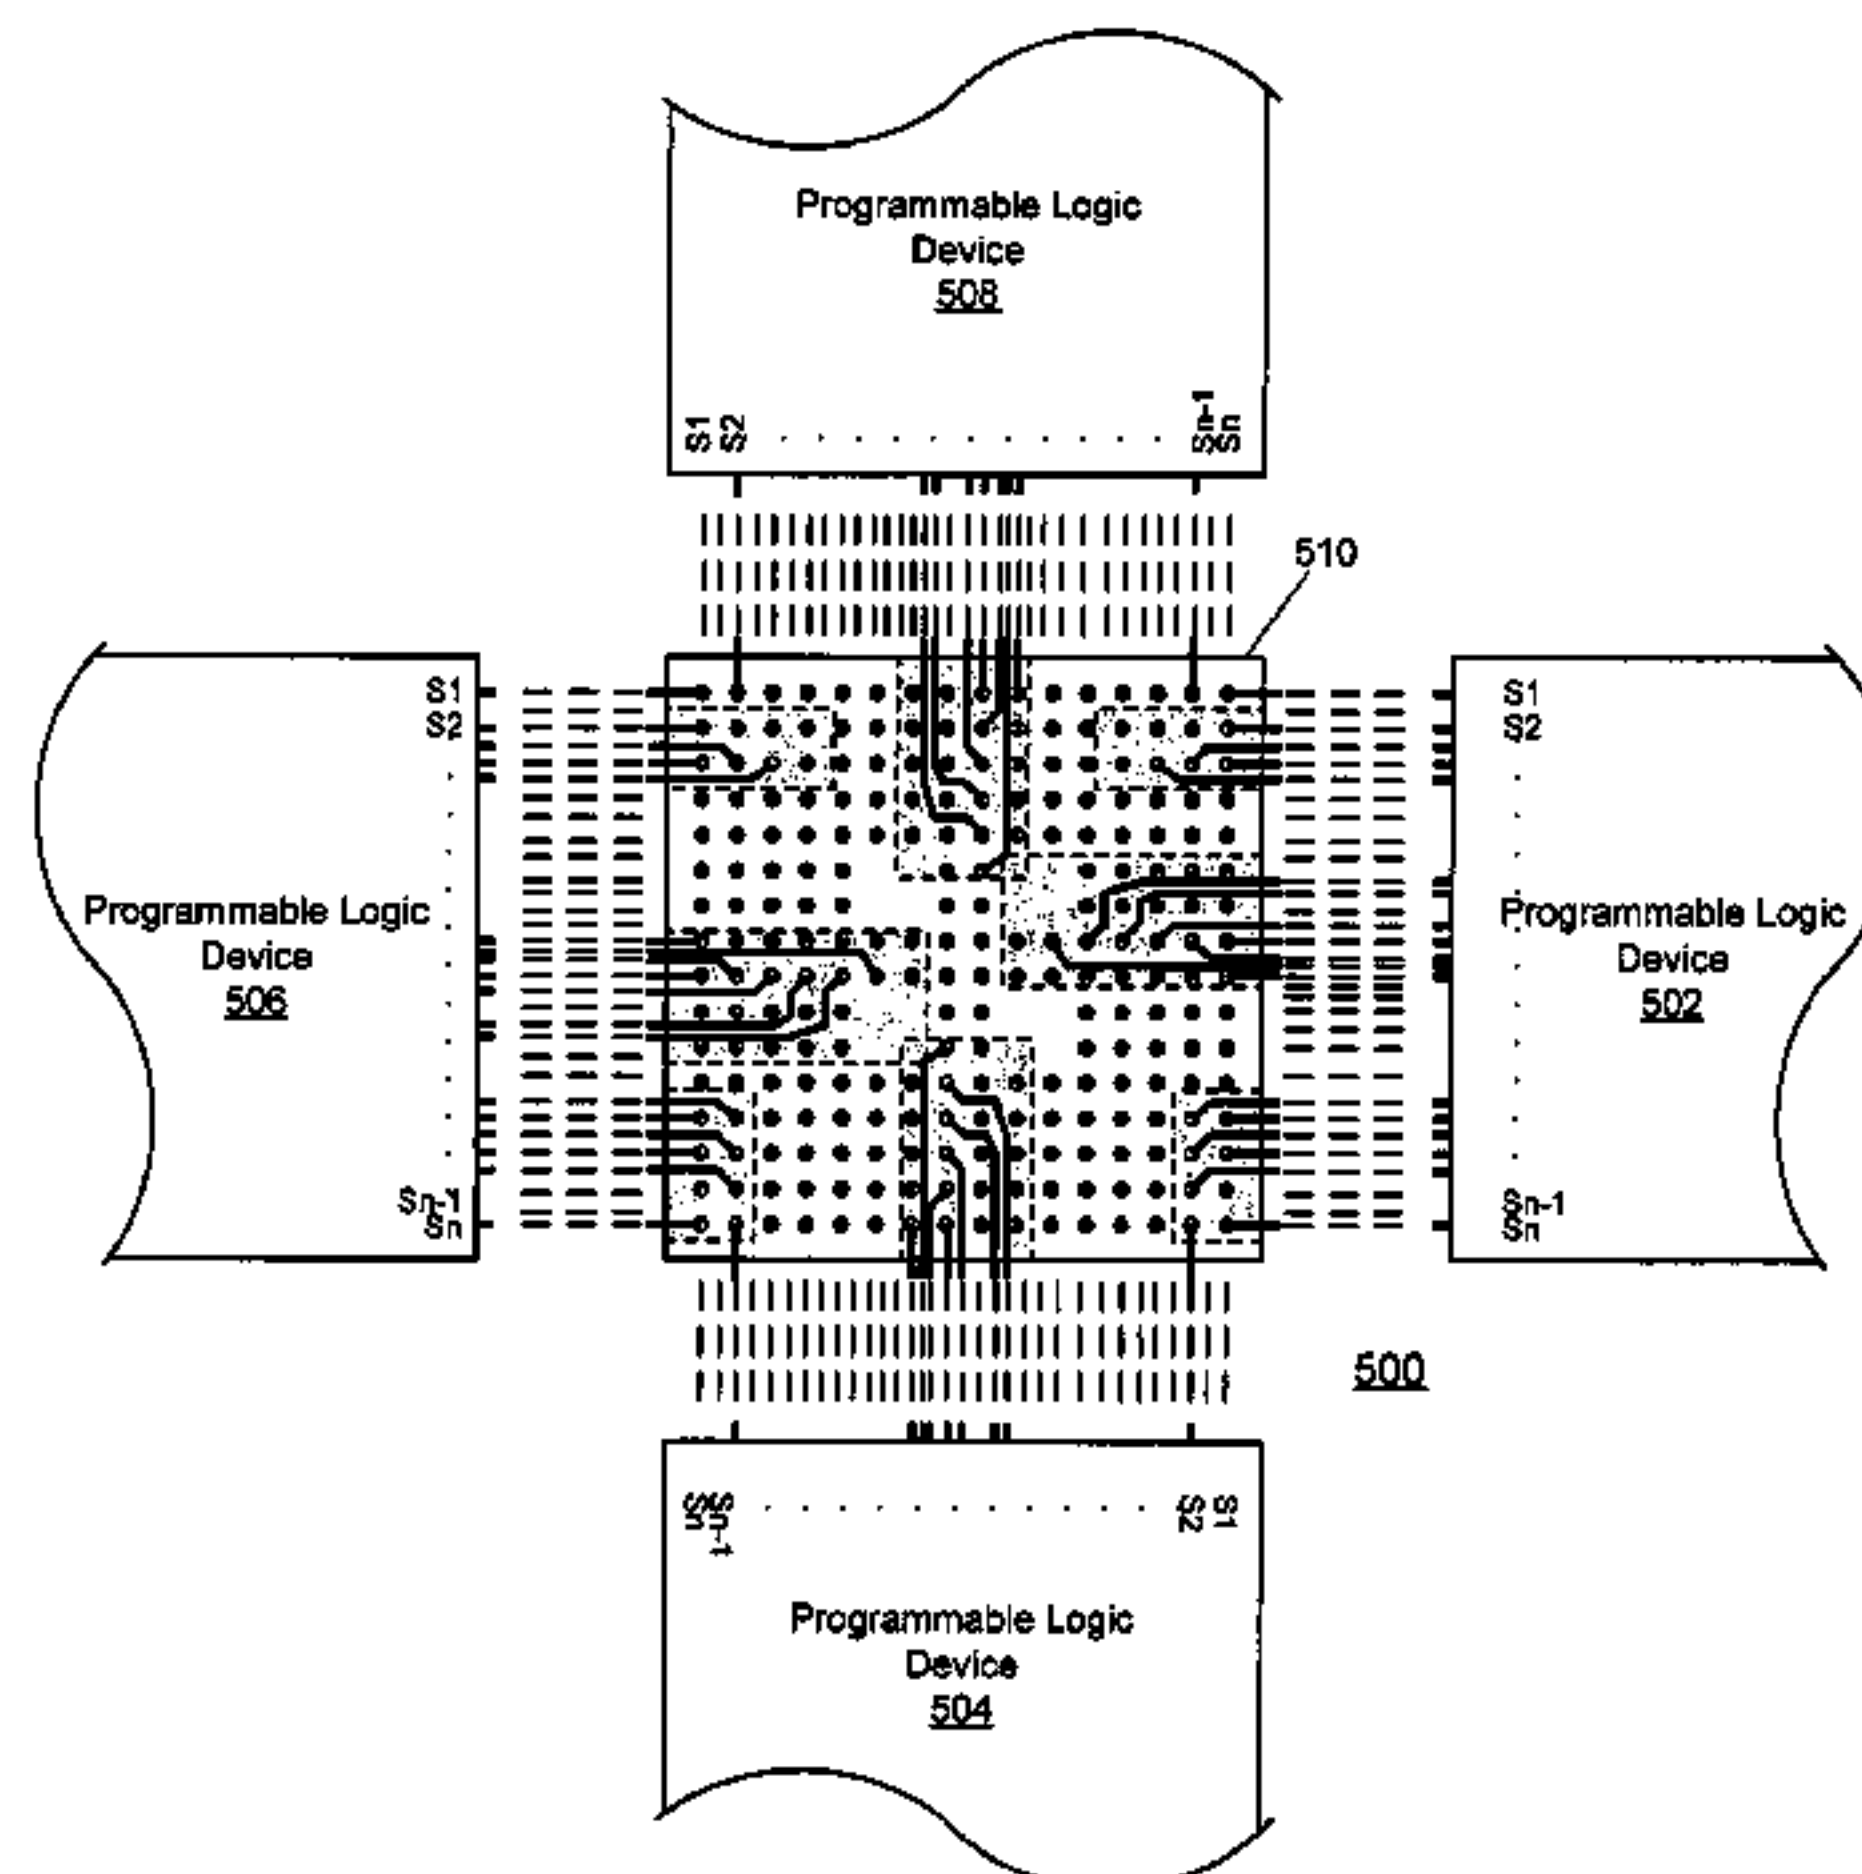 Programmable Logic
Device
508
S1
S2
Sn-1
Sn
510
S1
S2
Programmable Logic
Device
506
Sn-1
Sn
S1
S2
Programmable Logic
Device
502
Sn-1
Sn
500
Sn
Sn-1
S2
S1
Programmable Logic
Device
504